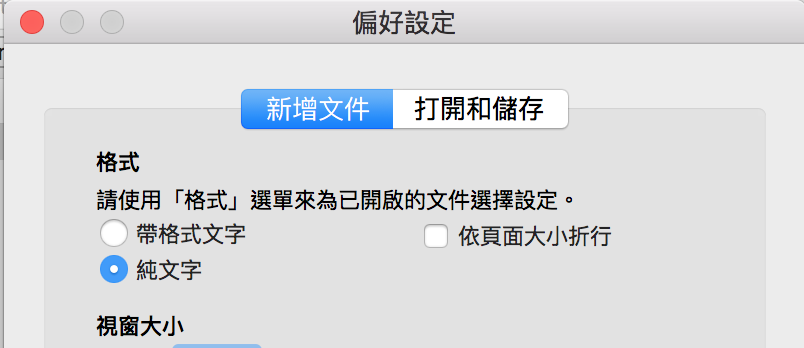 偏好設定
新增文件 打開和儲存
格式
請使用「格式」選單來為已開啟的文件選擇設定。
帶格式文字 依頁面大小折行
純文字
視窗大小